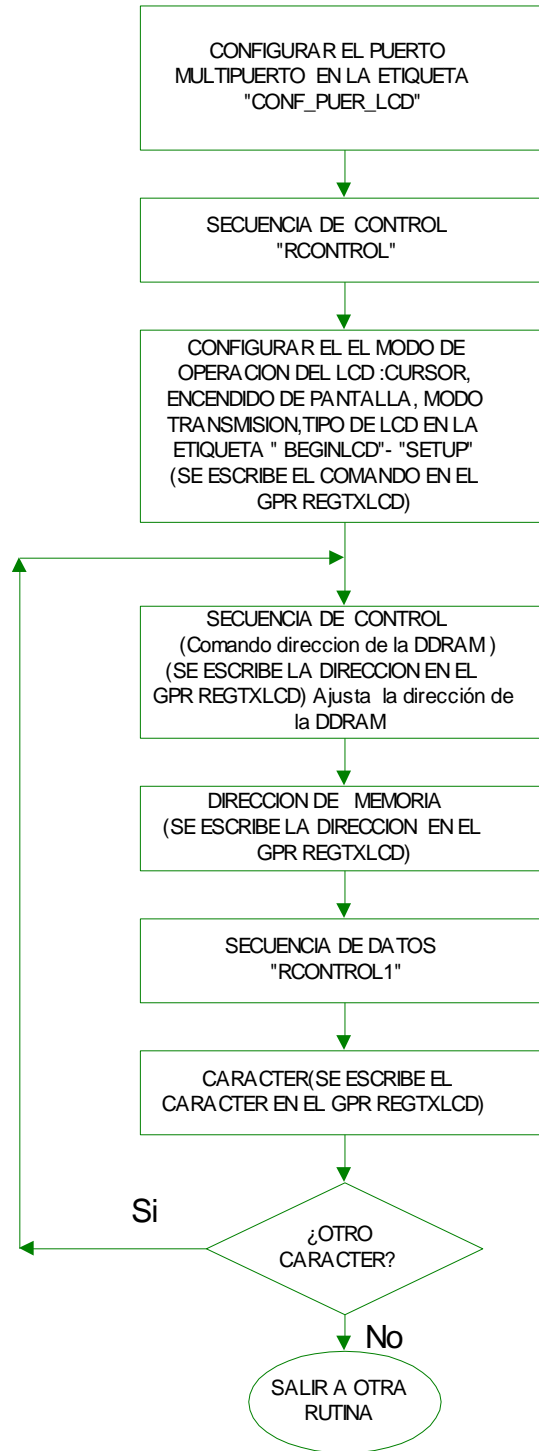 CONFIGURAR EL PUERTO
MULTIPUERTO EN LA ETIQUETA
"CONF_PUER_LCD"
SECUENCIA DE CONTROL
"RCONTROL"
CONFIGURAR EL EL MODO DE
OPERACION DEL LCD :CURSOR,
ENCENDIDO DE PANTALLA, MODO
TRANSMISION,TIPO DE LCD EN LA
ETIQUETA " BEGINLCD"- "SETUP"
(SE ESCRIBE EL COMANDO EN EL
GPR REGTXLCD)
SECUENCIA DE CONTROL
(Comando direccion de la DDRAM )
(SE ESCRIBE LA DIRECCION EN EL
GPR REGTXLCD) Ajusta la dirección de
la DDRAM
DIRECCION DE MEMORIA
(SE ESCRIBE LA DIRECCION EN EL
GPR REGTXLCD)
SECUENCIA DE DATOS
"RCONTROL1"
CARACTER(SE ESCRIBE EL
CARACTER EN EL GPR REGTXLCD)
Si
¿OTRO
CARACTER?
No
SALIR A OTRA
RUTINA